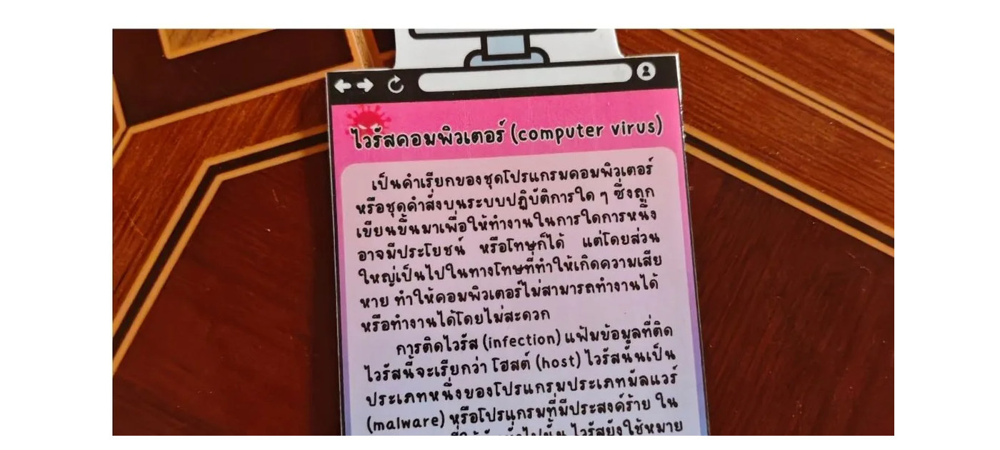 ไวรัสคอมพิวเตอร์ (computer virus)
เป็นคำเรียกของชุดโปรแกรมคอมพิวเตอร์
หรือชุดคำสั่งบนระบบปฏิบัติการใด ๆ ซึ่งถูก
เขียนขึ้นมาเพื่อให้ทำงานในการใดการหนึ่ง
อาจมีประโยชน์ หรือโทษก็ได้ แต่โดยส่วน
ใหญ่เป็นไปในทางโทษที่ทำให้เกิดความเสีย
หาย ทำให้คอมพิวเตอร์ไม่สามารถทำงานได้
หรือทำงานได้โดยไม่สะดวก
การติดไวรัส (infection) แฟ้มข้อมูลที่ติด
ไวรัสนี้จะเรียกว่า โฮสต์ (host) ไวรัสนั้นเป็น
ประเภทหนึ่งของโปรแกรมประเภทมัลแวร์
(malware) หรือโปรแกรมที่มีประสงค์ร้าย ใน
ไวรัสยังใช้หมาย